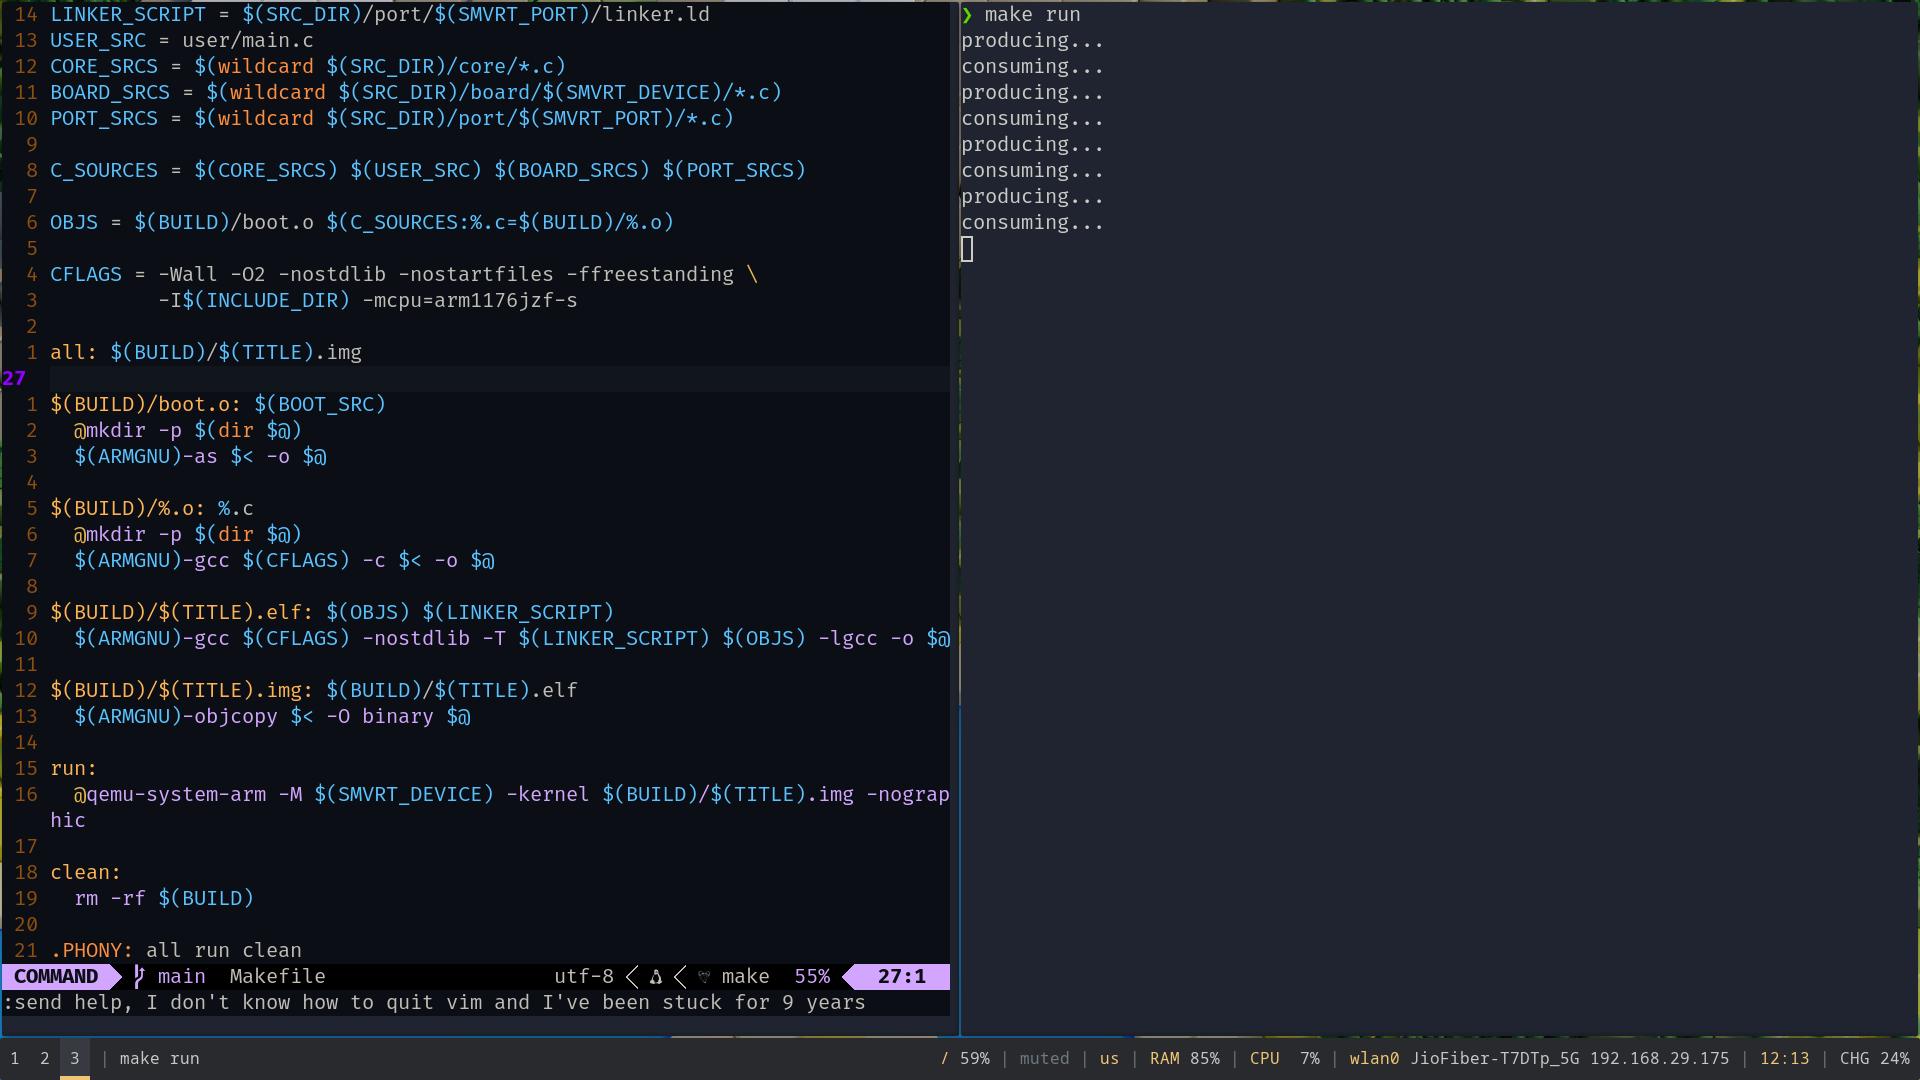 14 LINKER_SCRIPT = $(SRC_DIR)/port/$(SMVRT_PORT)/linker.ld
13 USER_SRC = user/main.c
12 CORE_SRCS = $(wildcard $(SRC_DIR)/core/*.c)
11 BOARD_SRCS = $(wildcard $(SRC_DIR)/board/$(SMVRT_DEVICE)/*.c)
10 PORT_SRCS = $(wildcard $(SRC_DIR)/port/$(SMVRT_PORT)/*.c)
9
8 C_SOURCES = $(CORE_SRCS) $(USER_SRC) $(BOARD_SRCS) $(PORT_SRCS)
7
6 OBJS = $(BUILD)/boot.o $(C_SOURCES:%.c=$(BUILD)/%.o)
5
4 CFLAGS = -Wall -O2 -nostdlib -nostartfiles -ffreestanding \
3 -I$(INCLUDE_DIR) -mcpu=arm1176jzf-s
2
1 all: $(BUILD)/$(TITLE).img
27
1 $(BUILD)/boot.o: $(BOOT_SRC)
2 @mkdir -p $(dir $@)
3 $(ARMGNU)-as $< -o $@
4
5 $(BUILD)/%.o: %.c
6 @mkdir -p $(dir $@)
7 $(ARMGNU)-gcc $(CFLAGS) -c $< -o $@
8
9 $(BUILD)/$(TITLE).elf: $(OBJS) $(LINKER_SCRIPT)
10 $(ARMGNU)-gcc $(CFLAGS) -nostdlib -T $(LINKER_SCRIPT) $(OBJS) -lgcc -o $@
11
12 $(BUILD)/$(TITLE).img: $(BUILD)/$(TITLE).elf
13 $(ARMGNU)-objcopy $< -O binary $@
14
15 run:
16 @qemu-system-arm -M $(SMVRT_DEVICE) -kernel $(BUILD)/$(TITLE).img -nograp
hic
17
18 clean:
19 rm -rf $(BUILD)
20
21 .PHONY: all run clean
COMMAND main Makefile utf-8 < < make 55% 27:1
:send help, I don't know how to quit vim and I've been stuck for 9 years
❯ make run
producing...
consuming...
producing...
consuming...
producing...
consuming...
producing...
consuming...
1 2 3 | make run / 59% | muted | us | RAM 85% | CPU 7% | wlan0 JioFiber-T7DTp_5G 192.168.29.175 | 12:13 | CHG 24%